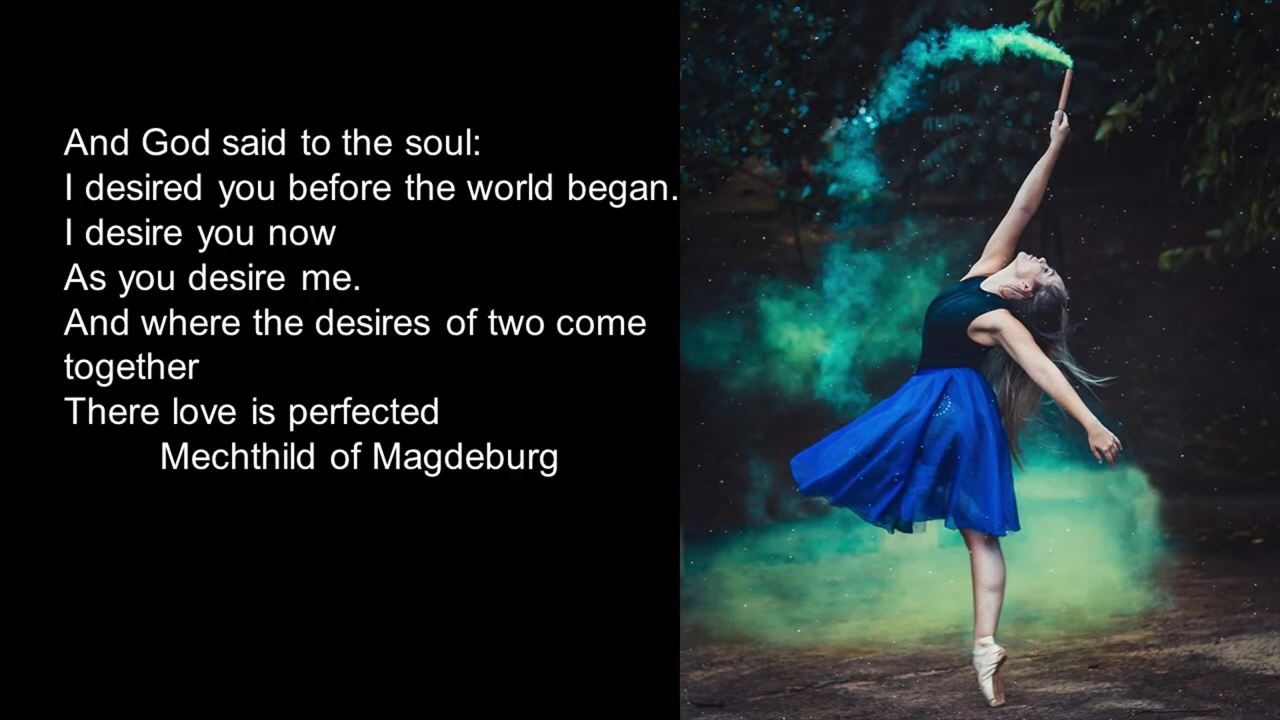 And God said to the soul:
I desired you before the world began.
I desire you now
As you desire me.
And where the desires of two come
together
There love is perfected
Mechthild of Magdeburg